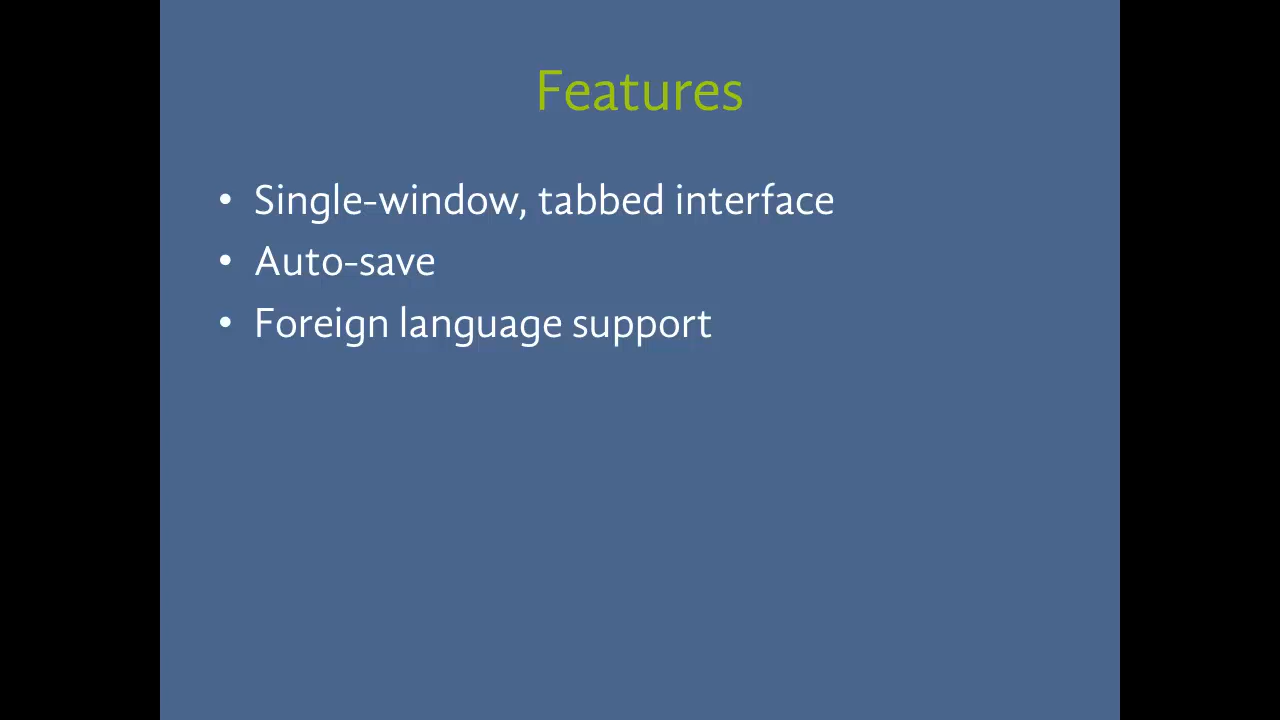 Features
• Single-window, tabbed interface
• Auto-save
• Foreign language support